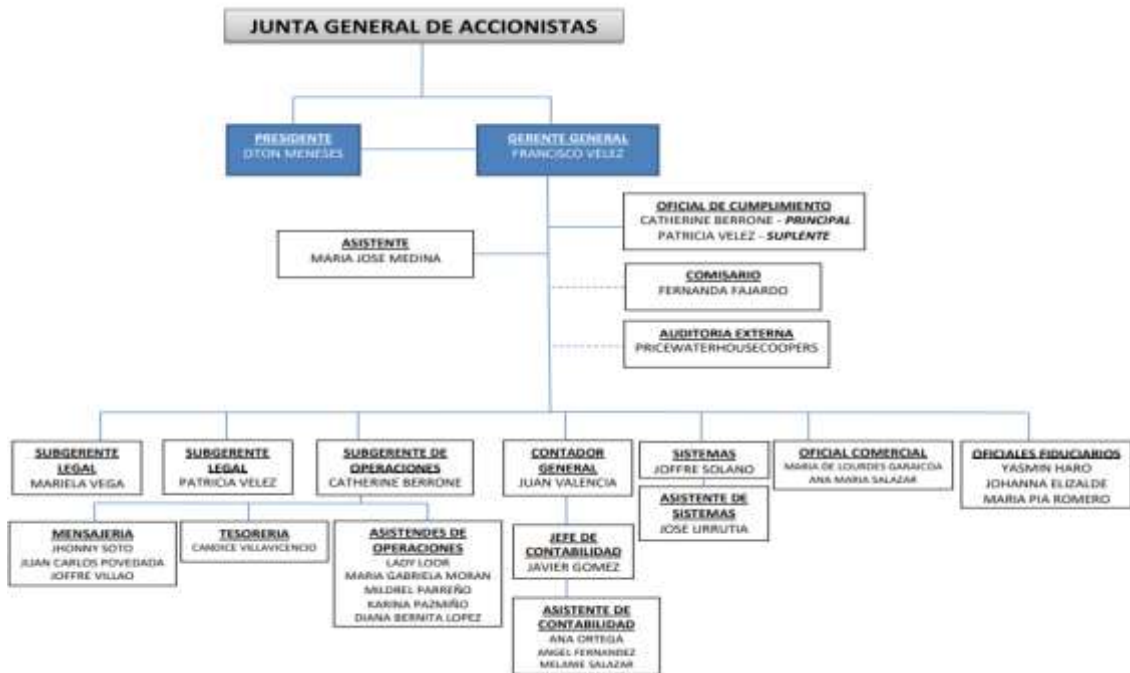 JUNTA GENERAL DE ACCIONISTAS
PRESIDENTE
OTON MENESES
GERENTE GENERAL
FRANCISCO VELEZ
OFICIAL DE CUMPLIMIENTO
CATHERINE BERRONE - PRINCIPAL
PATRICIA VELEZ - SUPLENTE
ASISTENTE
MARIA JOSE MEDINA
COMISARIO
FERNANDA FAJARDO
AUDITORIA EXTERNA
PRICEWATERHOUSECOOPERS
SUBGERENTE
LEGAL
MARIELA VEGA
SUBGERENTE
LEGAL
PATRICIA VELEZ
SUBGERENTE DE
OPERACIONES
CATHERINE BERRONE
CONTADOR
GENERAL
JUAN VALENCIA
SISTEMAS
JOFFRE SOLANO
OFICIAL COMERCIAL
MARIA DE LOURDES GARAICOA
ANA MARIA SALAZAR
OFICIALES FIDUCIARIOS
YASMIN HARO
JOHANNA ELIZALDE
MARIA PIA ROMERO
MENSAJERIA
JHONNY SOTO
JUAN CARLOS POVEDADA
JOFFRE VILLAO
TESORERIA
CANDICE VILLAVICENCIO
ASISTENDES DE
OPERACIONES
LADY LOOR
MARIA GABRIELA MORAN
MILDREL PARREÑO
KARINA PAZMIÑO
DIANA BERNITA LOPEZ
JEFE DE
CONTABILIDAD
JAVIER GOMEZ
ASISTENTE DE
SISTEMAS
JOSE URRUTIA
ASISTENTE DE
CONTABILIDAD
ANA ORTEGA
ANGEL FERNANDEZ
MELANIE SALAZAR